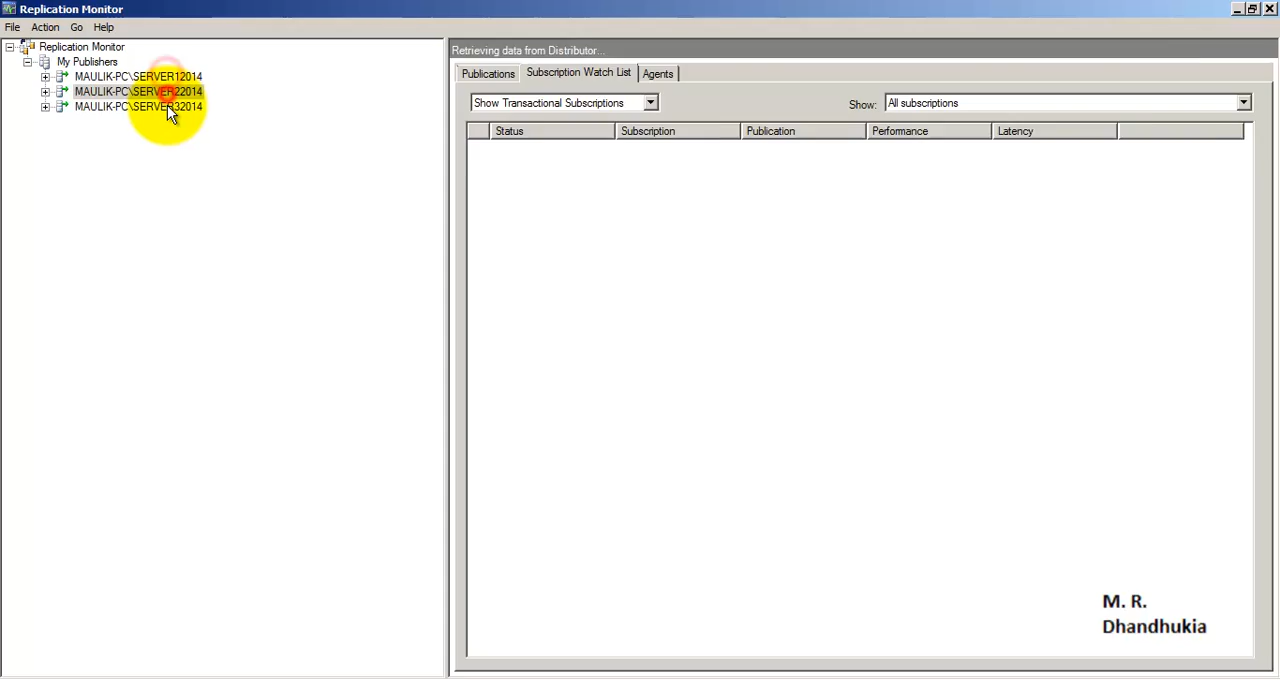 Replication Monitor
File Action Go Help
Replication Monitor
My Publishers
MAULIK-PC\SERVER12014
MAULIK-PC\SERVER22014
MAULIK-PC\SERVER32014
Retrieving data from Distributor...
Publications Subscription Watch List Agents
Show Transactional Subscriptions Show: All subscriptions
Status Subscription Publication Performance Latency
M. R.
Dhandhukia